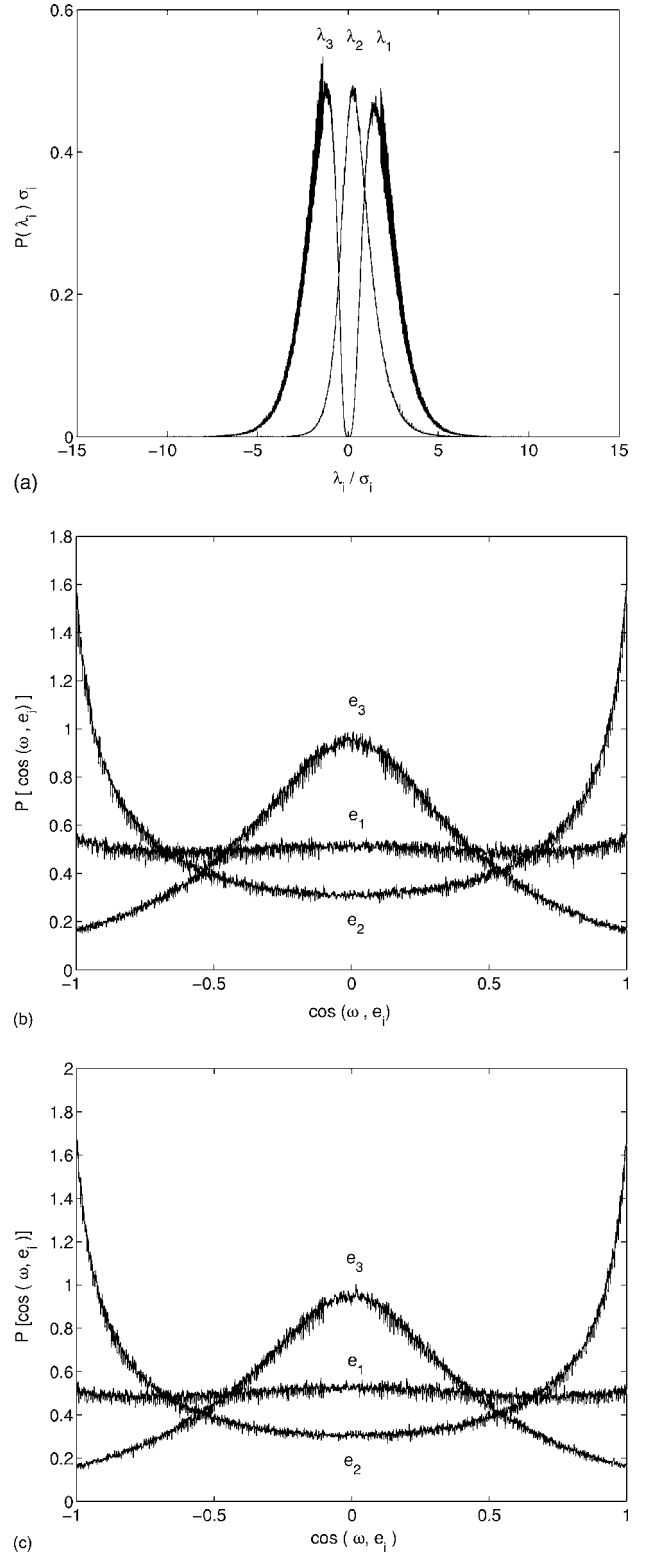 0.6
λ₃ λ₂ λ₁
0.4
P( λᵢ ) σᵢ
0.2
0
−15 −10 −5 0 5 10 15
(a)
λᵢ / σᵢ
1.8
1.6
1.4
1.2
1
0.8
0.6
0.4
0.2
0
P [ cos (ω , eᵢ) ]
e₃
e₁
e₂
−1 −0.5 0 0.5 1
(b)
cos (ω , eᵢ)
2
1.8
1.6
1.4
1.2
1
0.8
0.6
0.4
0.2
0
P [cos ( ω, eᵢ )]
e₃
e₁
e₂
−1 −0.5 0 0.5 1
(c)
cos ( ω, eᵢ )